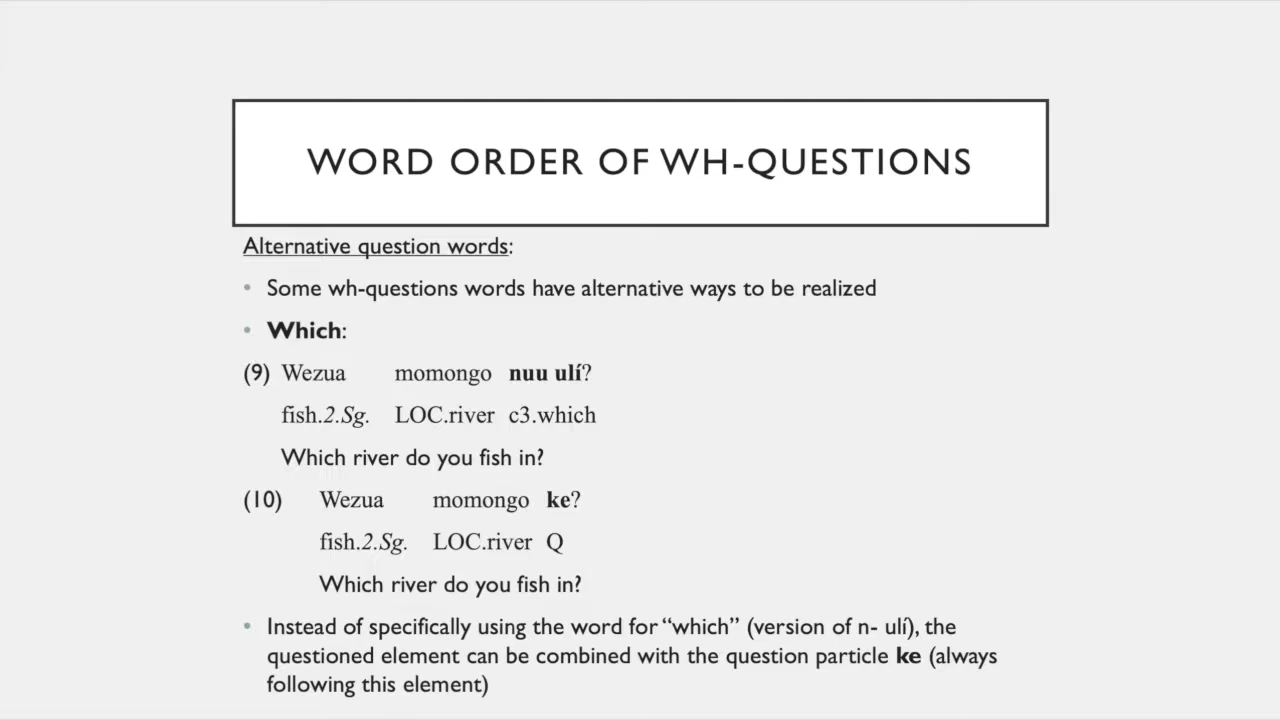 WORD ORDER OF WH-QUESTIONS
Alternative question words:
• Some wh-questions words have alternative ways to be realized
• Which:
(9) Wezua momongo nuu ulí?
fish.2.Sg. LOC.river c3.which
Which river do you fish in?
(10) Wezua momongo ke?
fish.2.Sg. LOC.river Q
Which river do you fish in?
• Instead of specifically using the word for “which” (version of n- ulí), the
questioned element can be combined with the question particle ke (always
following this element)